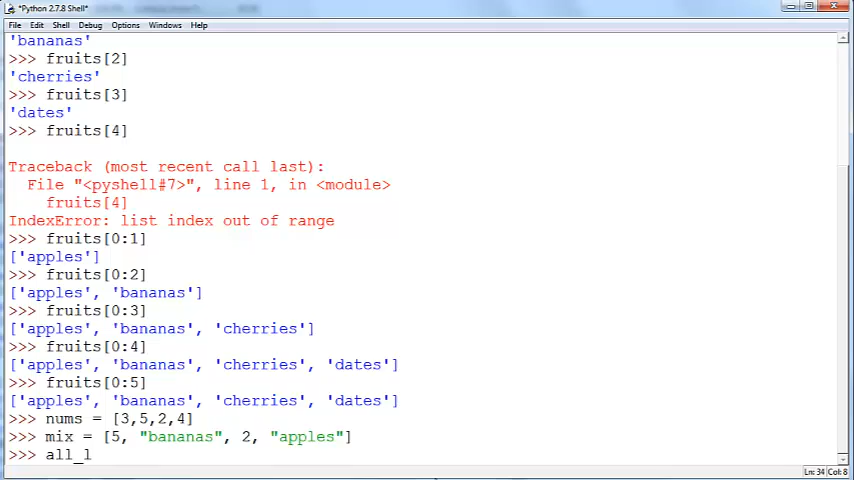 *Python 2.7.8 Shell*
File Edit Shell Debug Options Windows Help
'bananas'
>>> fruits[2]
'cherries'
>>> fruits[3]
'dates'
>>> fruits[4]

Traceback (most recent call last):
  File "<pyshell#7>", line 1, in <module>
    fruits[4]
IndexError: list index out of range
>>> fruits[0:1]
['apples']
>>> fruits[0:2]
['apples', 'bananas']
>>> fruits[0:3]
['apples', 'bananas', 'cherries']
>>> fruits[0:4]
['apples', 'bananas', 'cherries', 'dates']
>>> fruits[0:5]
['apples', 'bananas', 'cherries', 'dates']
>>> nums = [3,5,2,4]
>>> mix = [5, "bananas", 2, "apples"]
>>> all_l
Ln: 34 Col: 8